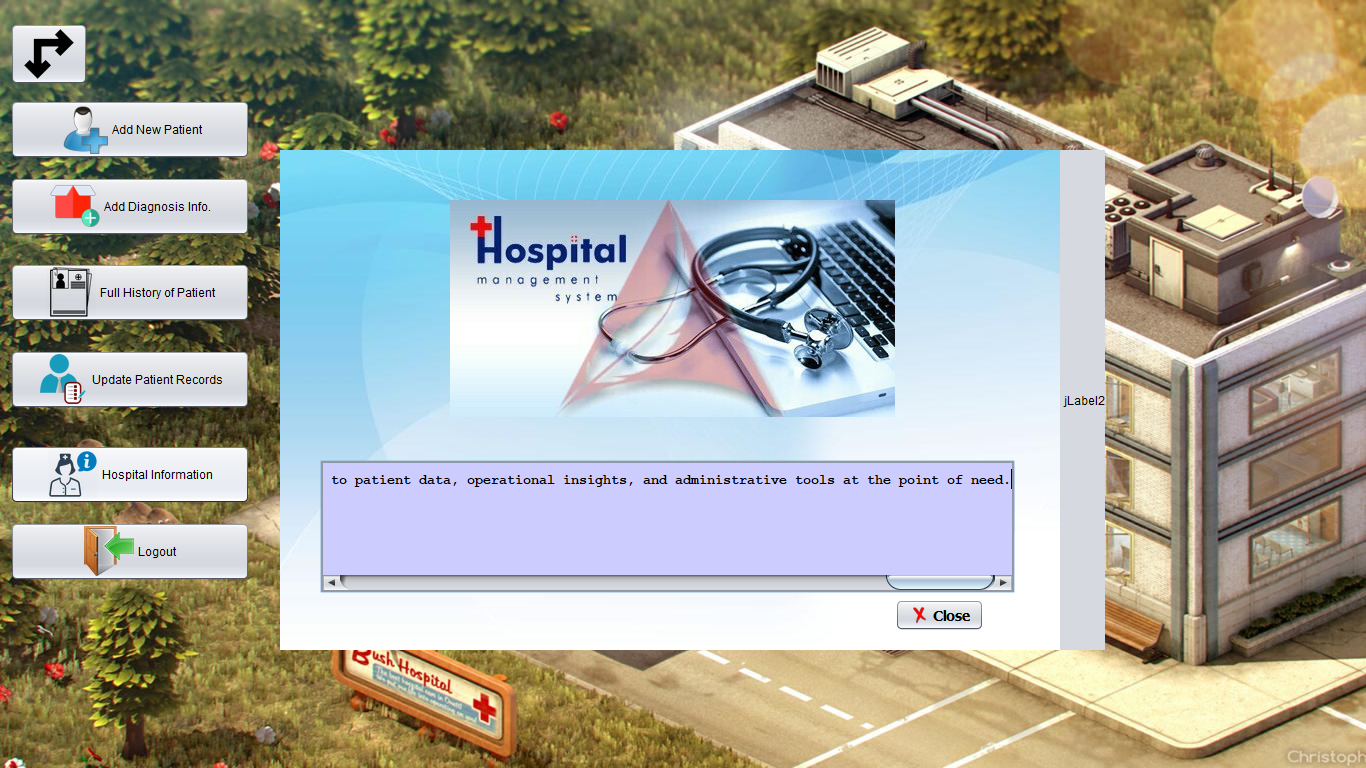 Add New Patient
Add Diagnosis Info.
Full History of Patient
Update Patient Records
Hospital Information
Logout
Hospital
management
system
jLabel2
to patient data, operational insights, and administrative tools at the point of need.
Close
Bush Hospital
Christoph